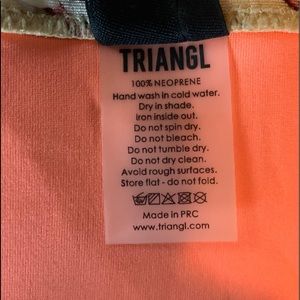 TRIANGL
100% NEOPRENE
Hand wash in cold water.
Dry in shade.
Iron inside out.
Do not spin dry.
Do not bleach.
Do not tumble dry.
Do not dry clean.
Avoid rough surfaces.
Store flat - do not fold.
Made in PRC
www.triangl.com